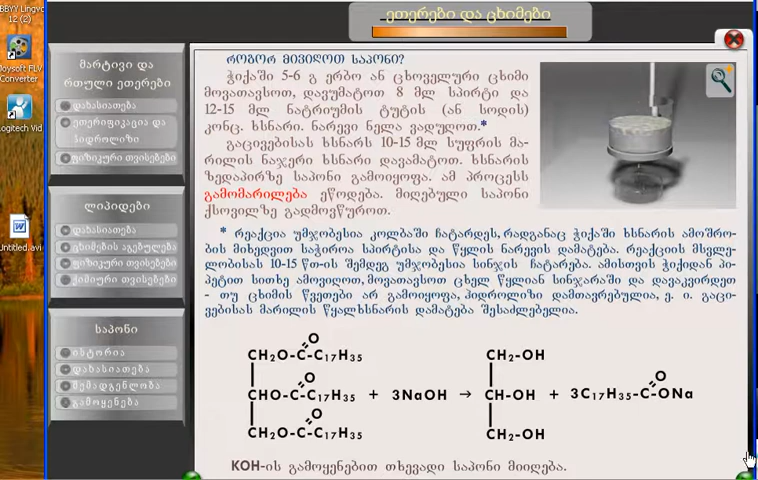 ეთერები და ცხიმები
12 (2)
Converter
მარტივი და
რთული ეთერები
დახასიათება
ეთერიფიკაცია და
ჰიდროლიზი
ფიზიკური თვისებები
ლიპიდები
დახასიათება
ცხიმების აგებულება
ფიზიკური თვისებები
ქიმიური თვისებები
საპონი
ისტორია
დახასიათება
შემადგენლობა
გამოყენება
როგორ მივიღოთ საპონი?
ჭიქაში 5-6 გ ერბო ან ცხოველური ცხიმი
მოვათავსოთ, დავუმატოთ 8 მლ სპირტი და
12-15 მლ ნატრიუმის ტუტის (ან სოდის)
კონც. ხსნარი. ნარევი ნელა ვადუღოთ.*
გაცივებისას ხსნარს 10-15 მლ სუფრის მა-
რილის ნაჯერი ხსნარი დავამატოთ. ხსნარის
ზედაპირზე საპონი გამოიყოფა. ამ პროცესს
გამომარილება ეწოდება. მიღებული საპონი
ქსოვილზე გადმოვწუროთ.
* რეაქცია უმჯობესია კოლბაში ჩატარდეს, რადგანაც ჭიქაში ხსნარის ამოშრო-
ბის მიხედვით საჭიროა სპირტისა და წყლის ნარევის დამატება. რეაქციის მსვლე-
ლობისას 10-15 წთ-ის შემდეგ უმჯობესია სინჯის ჩატარება. ამისთვის ჭიქიდან პი-
პეტით სითხე ამოვიღოთ, მოვათავსოთ ცხელ წყლიან სინჯარაში და დავაკვირდეთ
- თუ ცხიმის წვეთები არ გამოიყოფა, ჰიდროლიზი დამთავრებულია, ე. ი. გაცი-
ვებისას მარილის წყალხსნარის დამატება შესაძლებელია.
CH₂O-C(=O)-C₁₇H₃₅ CH₂-OH
CHO-C(=O)-C₁₇H₃₅ + 3NaOH → CH-OH + 3C₁₇H₃₅-C(=O)-ONa
CH₂O-C(=O)-C₁₇H₃₅ CH₂-OH
KOH-ის გამოყენებით თხევადი საპონი მიიღება.